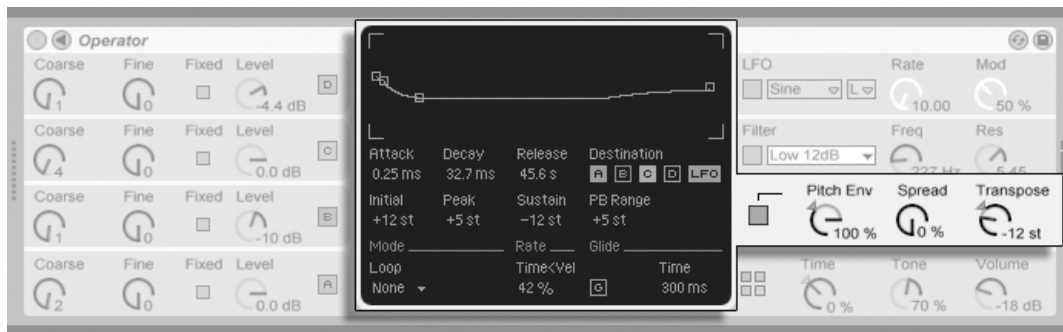 Operator
Coarse Fine Fixed Level
1 0 -4.4 dB D
Coarse Fine Fixed Level
4 0 0.0 dB C
Coarse Fine Fixed Level
1 0 -10 dB B
Coarse Fine Fixed Level
2 0 0.0 dB A
Attack Decay Release Destination
0.25 ms 32.7 ms 45.6 s A B C D LFO
Initial Peak Sustain PB Range
+12 st +5 st -12 st +5 st
Mode Rate Glide
Loop Time<Vel Time
None 42 % G 300 ms
LFO Rate Mod
Sine L 10.00 50 %
Filter Freq Res
Low 12dB 227 Hz 5.45
Pitch Env Spread Transpose
100 % 0 % -12 st
Time Tone Volume
0 % 70 % -18 dB